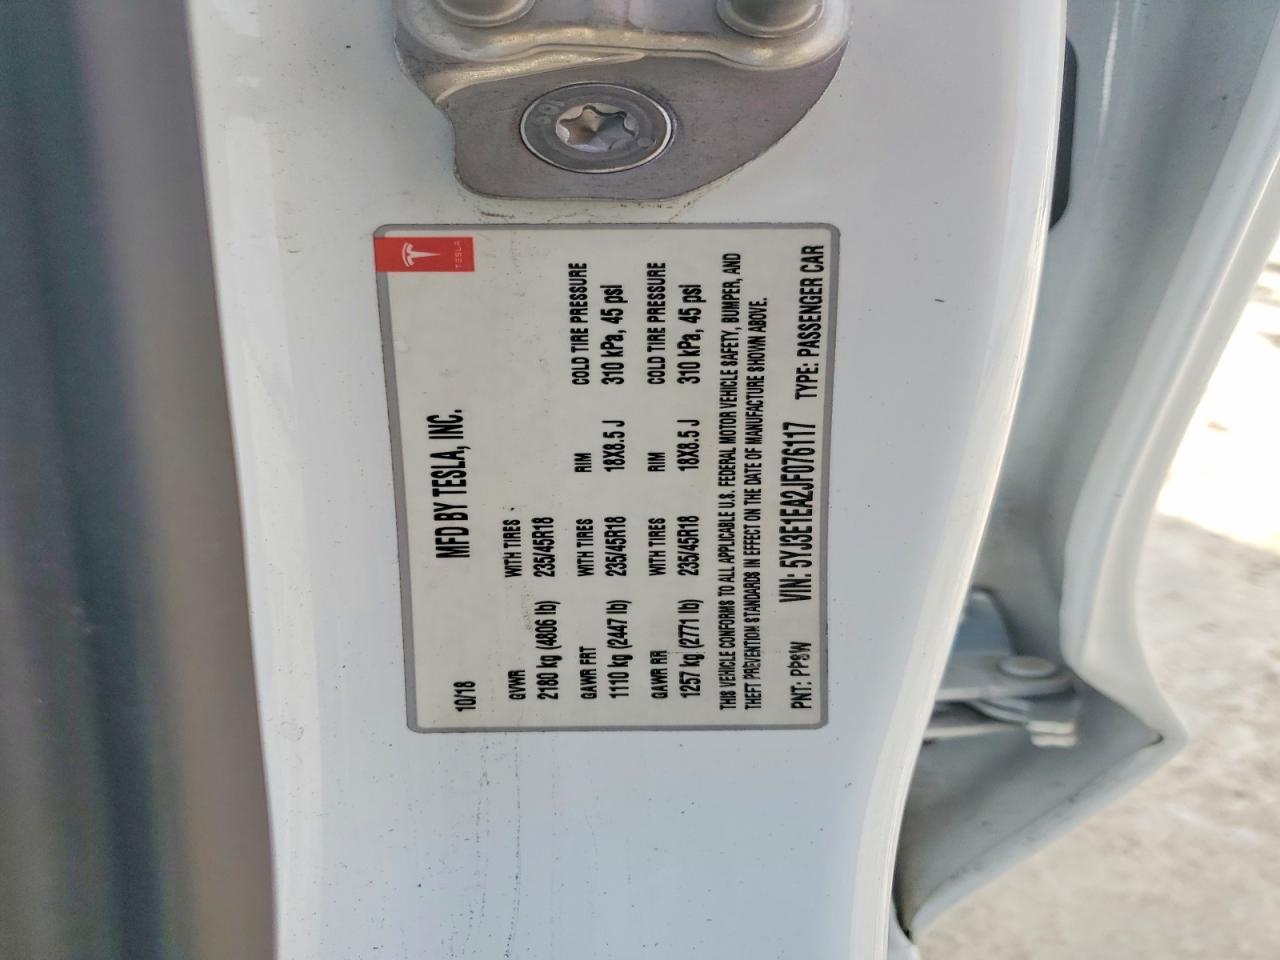 TESLA
MFD BY TESLA, INC.
10/18
GVWR WITH TIRES
2180 kg (4806 lb) 235/45R18
GAWR FRT WITH TIRES RIM COLD TIRE PRESSURE
1110 kg (2447 lb) 235/45R18 18X8.5 J 310 kPa, 45 psi
GAWR RR WITH TIRES RIM COLD TIRE PRESSURE
1257 kg (2771 lb) 235/45R18 18X8.5 J 310 kPa, 45 psi
THIS VEHICLE CONFORMS TO ALL APPLICABLE U.S. FEDERAL MOTOR VEHICLE SAFETY, BUMPER, AND
THEFT PREVENTION STANDARDS IN EFFECT ON THE DATE OF MANUFACTURE SHOWN ABOVE.
PNT: PPSW VIN: 5YJ3E1EA2JF076117 TYPE: PASSENGER CAR